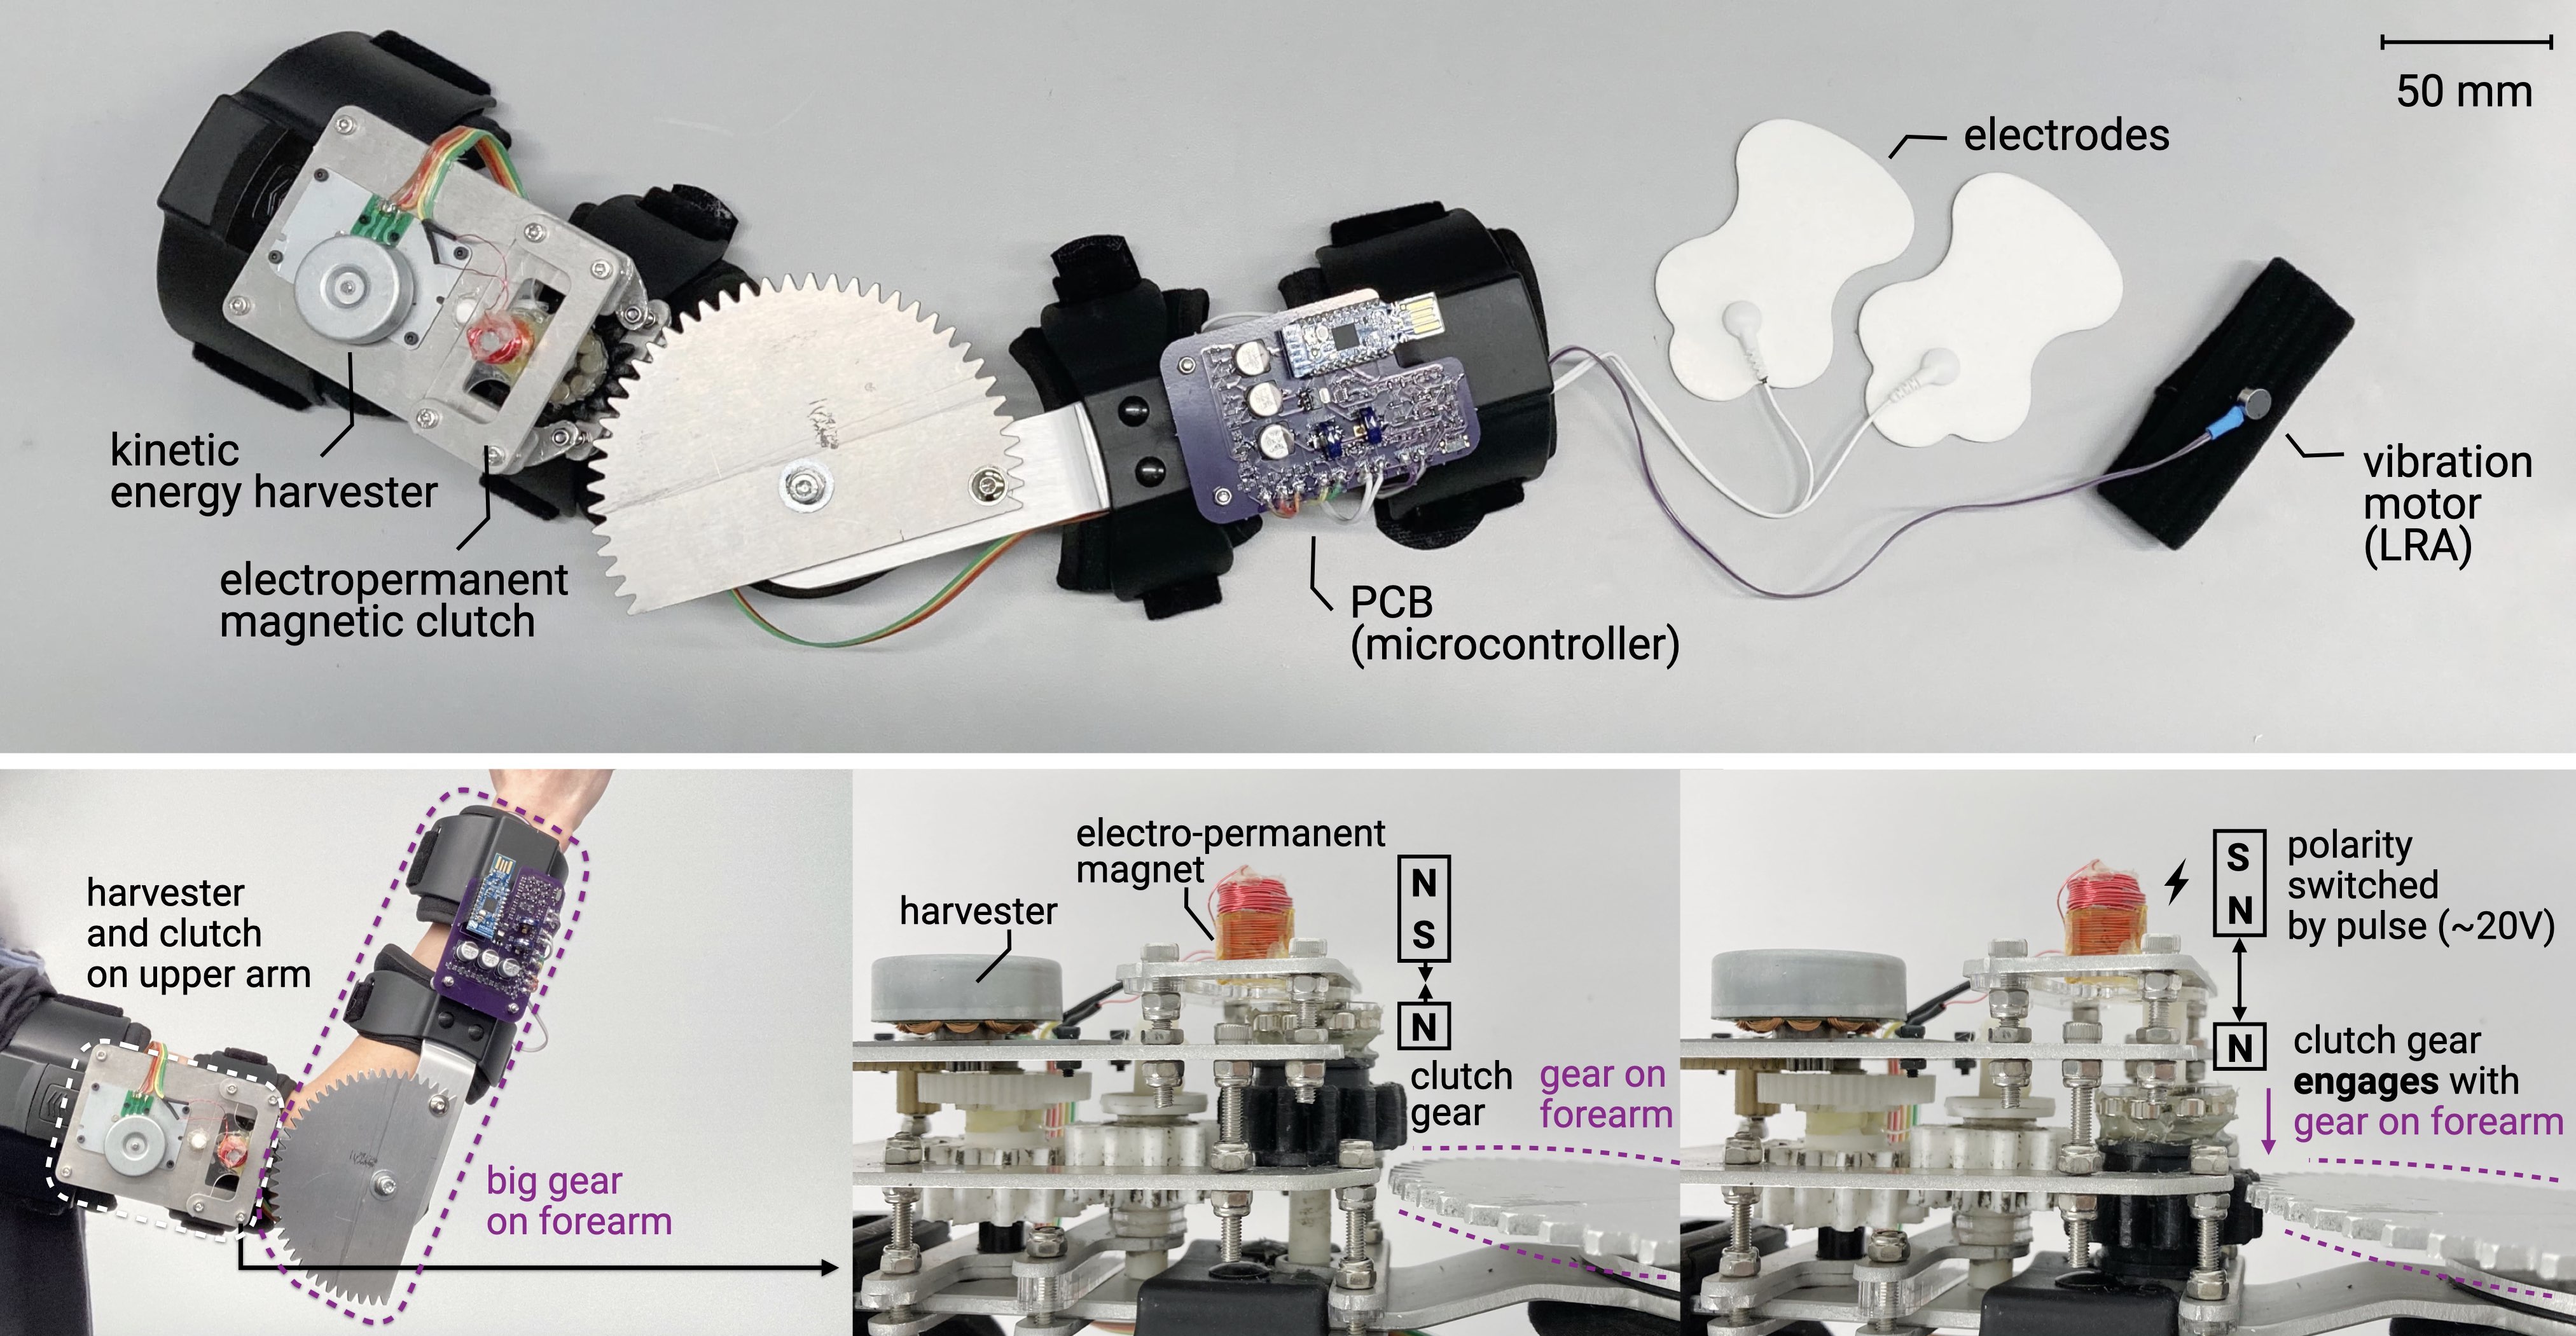 50 mm
electrodes
kinetic
energy harvester
electropermanent
magnetic clutch
PCB
(microcontroller)
vibration
motor
(LRA)
harvester
and clutch
on upper arm
big gear
on forearm
electro-permanent
magnet
harvester
N
S
N
clutch
gear
gear on
forearm
S
N
polarity
switched
by pulse (~20V)
N
clutch gear
engages with
gear on forearm